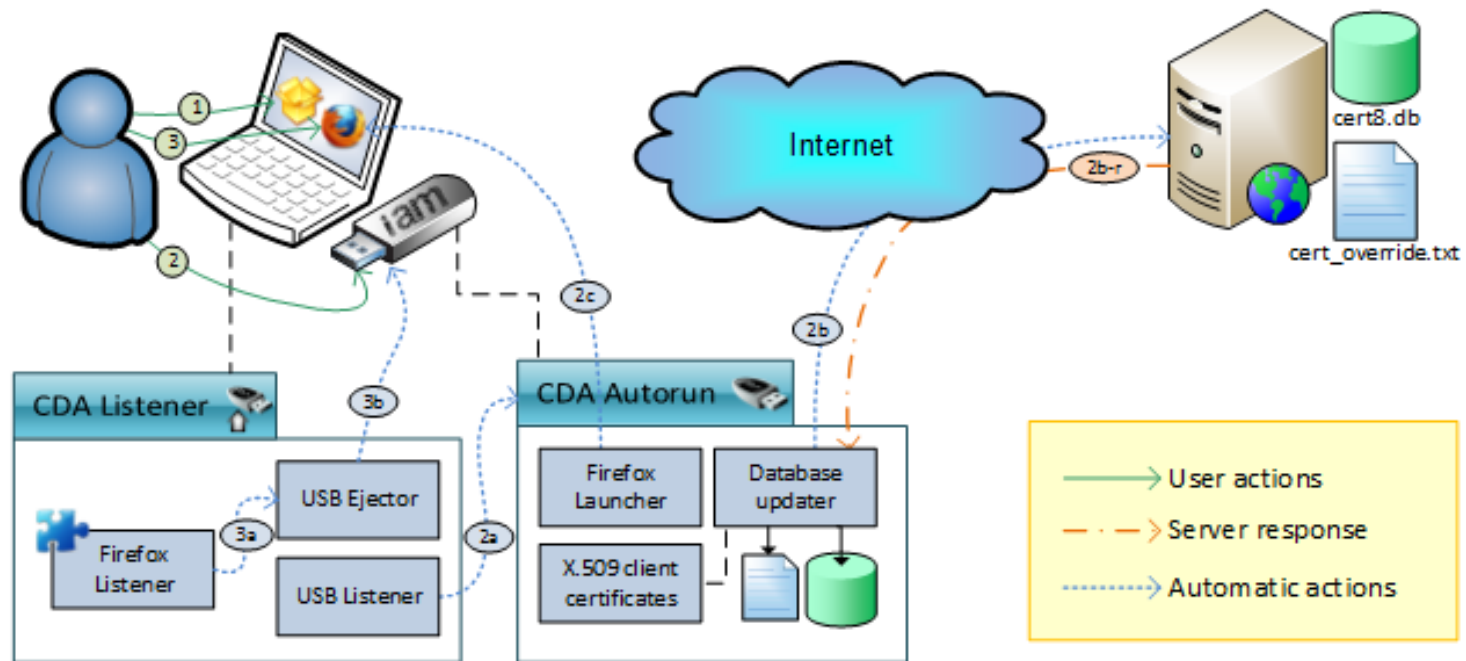 1
3
iam
2
Internet
2b-r
cert8.db
cert_override.txt
2c
2b
3b
CDA Listener
CDA Autorun
USB Ejector
3a
Firefox
Listener
USB Listener
2a
Firefox
Launcher
Database
updater
X.509 client
certificates
User actions
Server response
Automatic actions